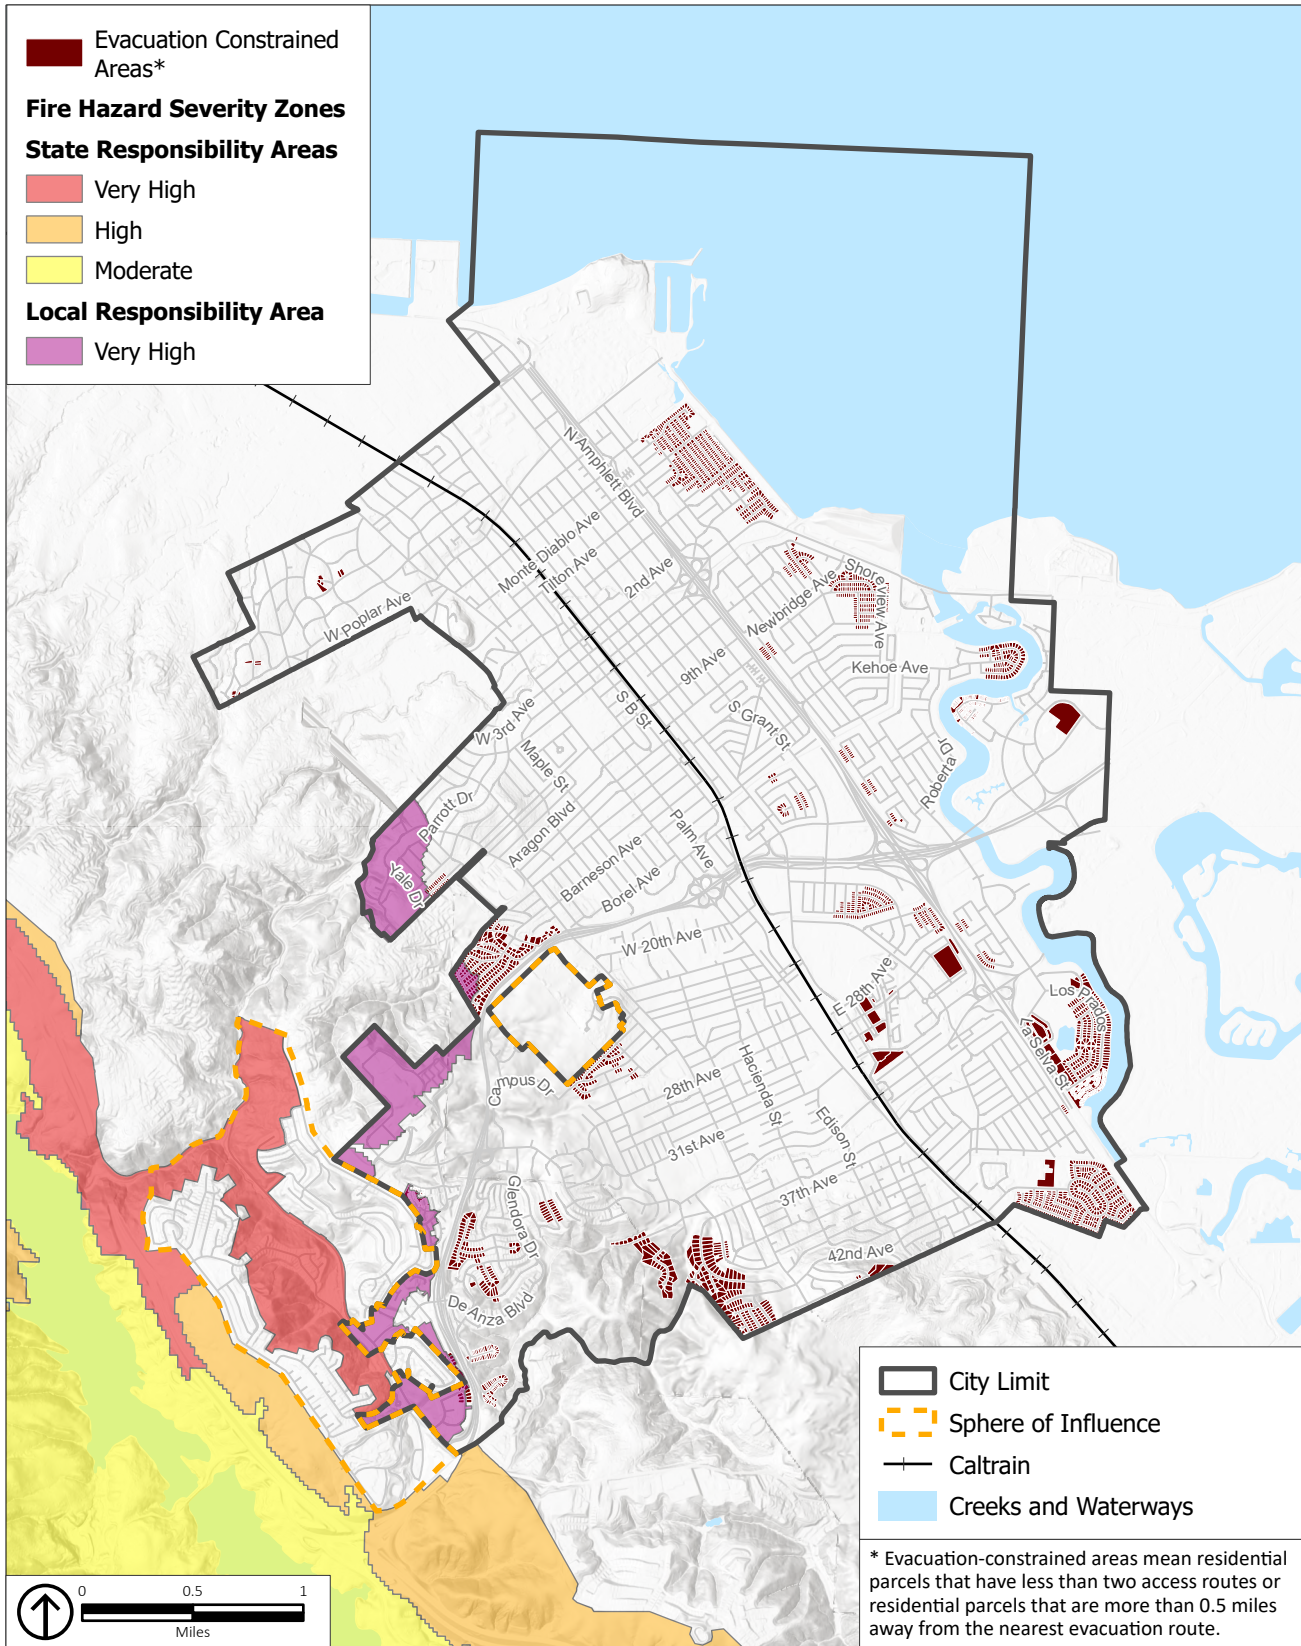 Evacuation Constrained
Areas*
Fire Hazard Severity Zones
State Responsibility Areas
Very High
High
Moderate
Local Responsibility Area
Very High
N Amphlett Blvd
Monte Diablo Ave
Tilton Ave
2nd Ave
Shoreview Ave
Newbridge Ave
W Poplar Ave
Kehoe Ave
9th Ave
S B St
S Grant St
W 3rd Ave
Maple St
Roberta Dr
Parrott Dr
Aragon Blvd
Palm Ave
Barneson Ave
Yale Dr
Borel Ave
W 20th Ave
E 28th Ave
Los Prados
La Selva St
Campus Dr
28th Ave
Hacienda St
31st Ave
Edison St
Glendora Dr
37th Ave
42nd Ave
De Anza Blvd
City Limit
Sphere of Influence
Caltrain
Creeks and Waterways
* Evacuation-constrained areas mean residential
parcels that have less than two access routes or
residential parcels that are more than 0.5 miles
away from the nearest evacuation route.
0 0.5 1
Miles